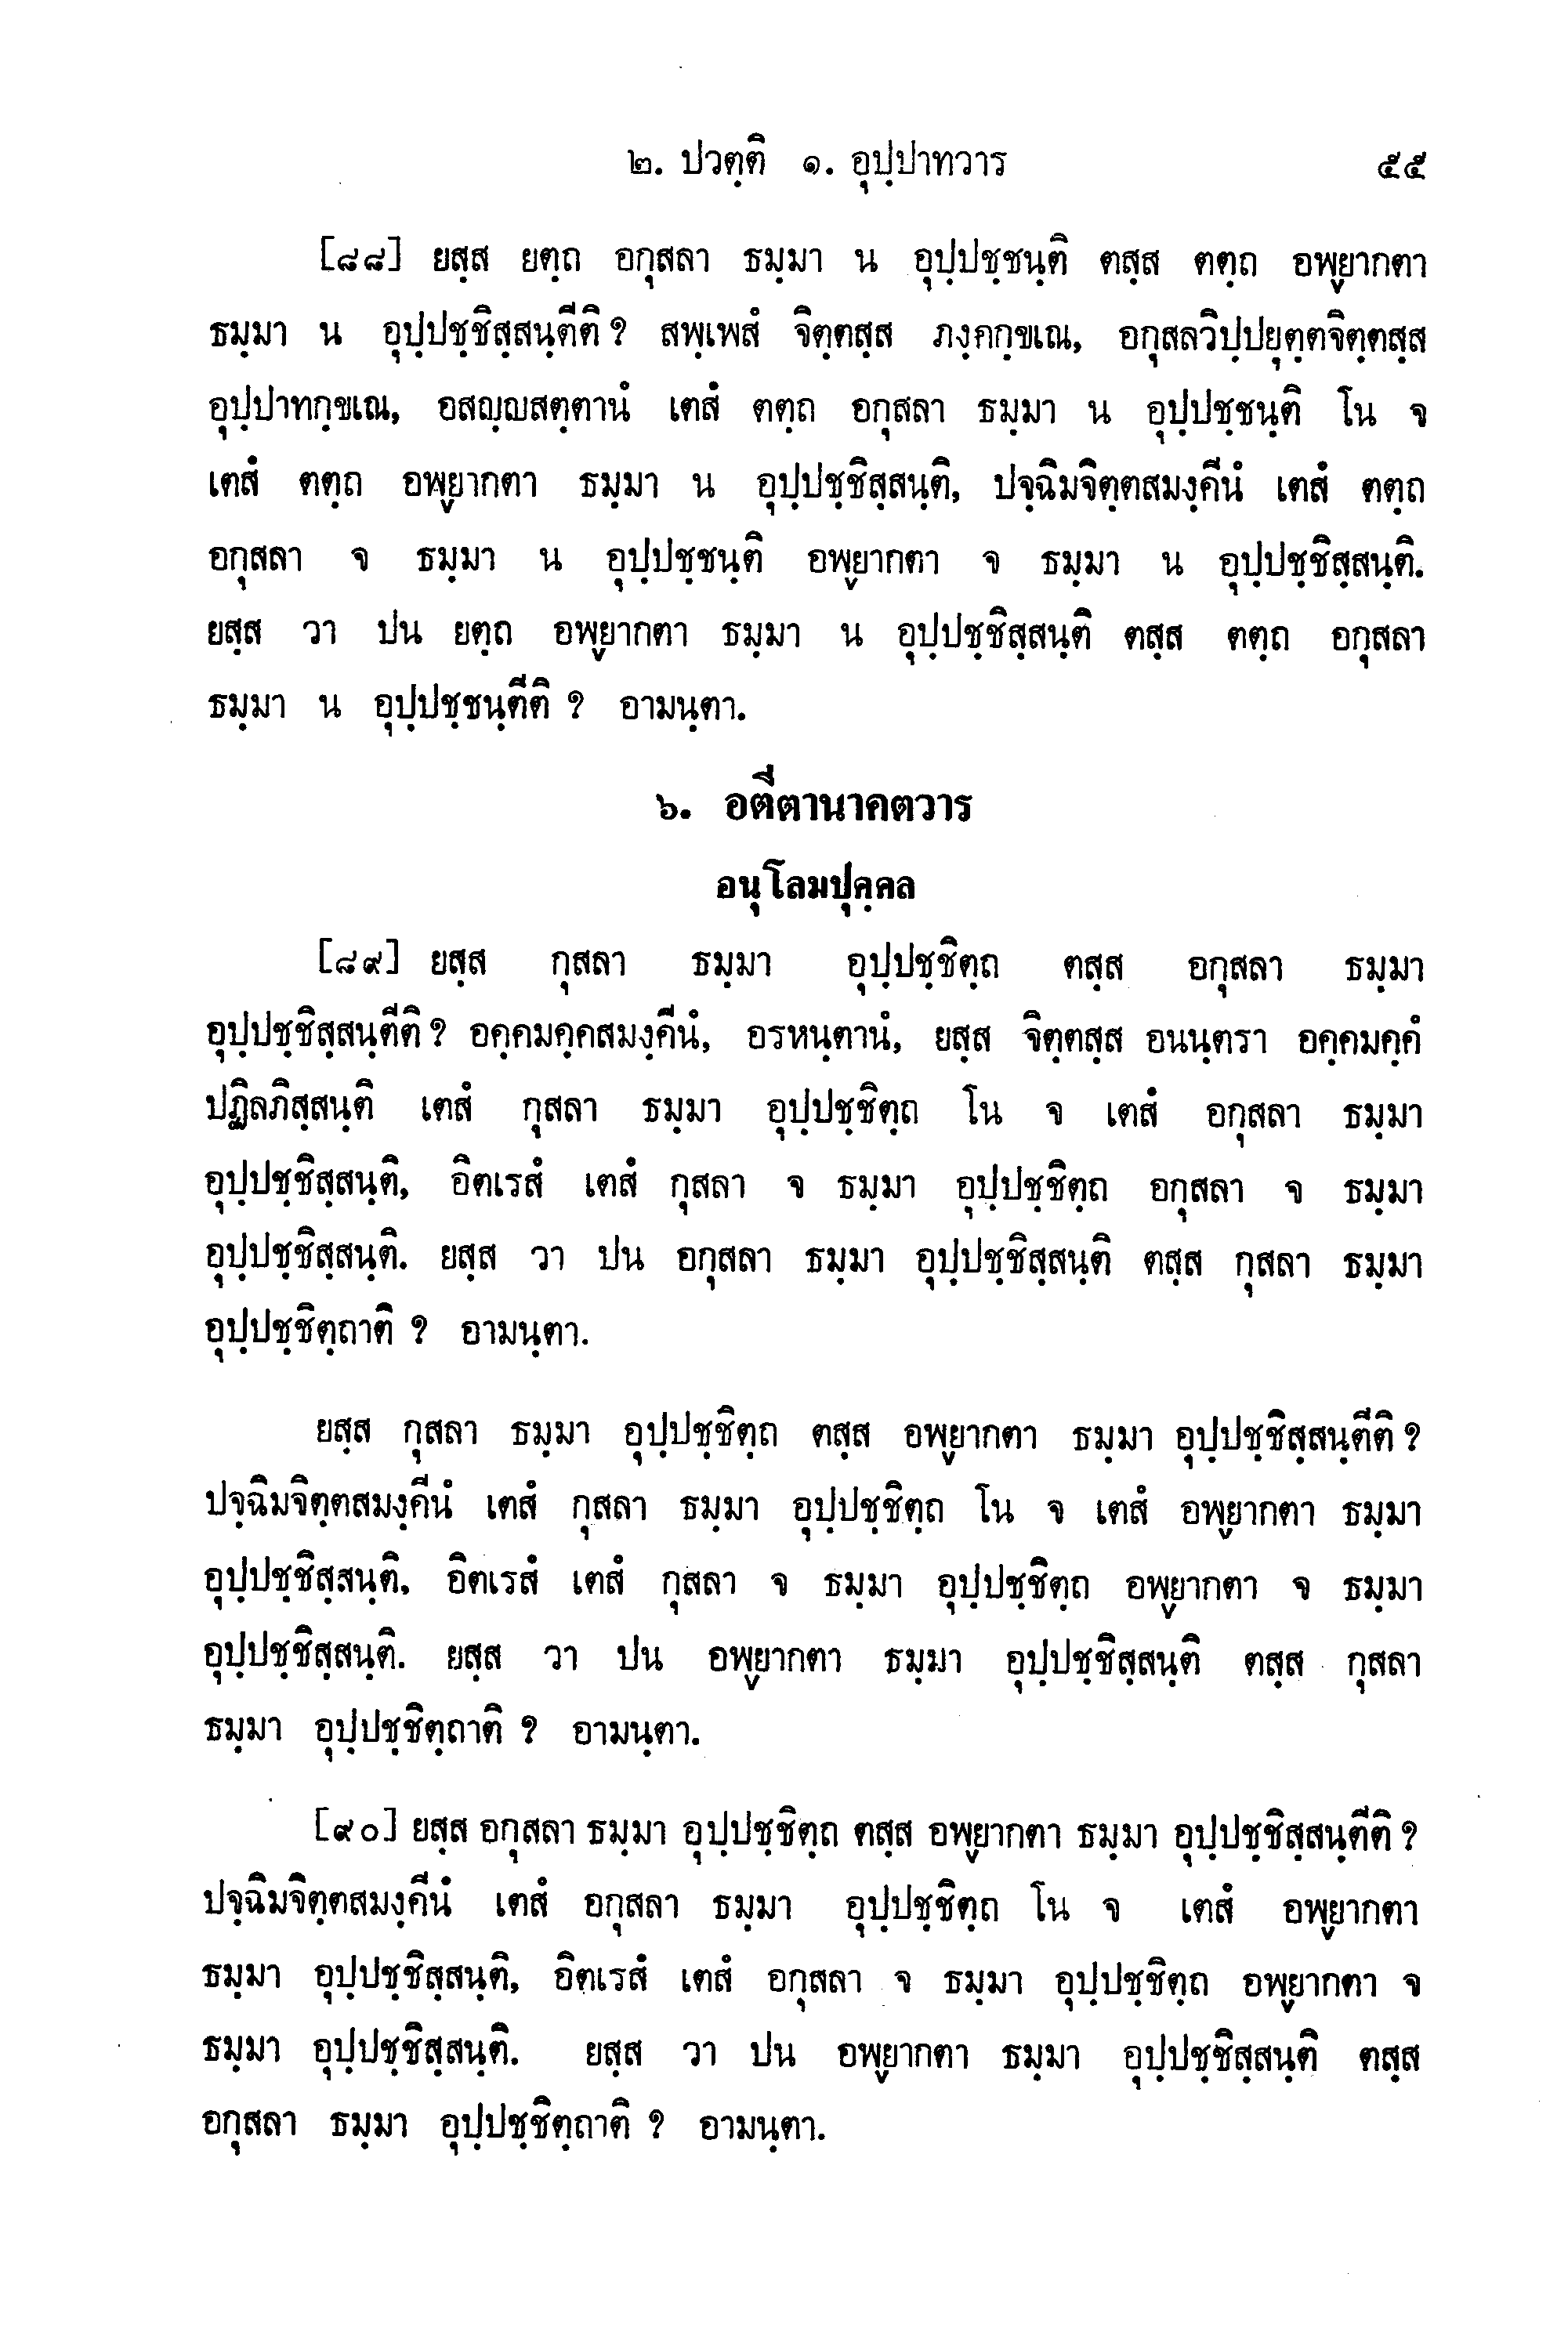 ๒. ปวตฺติ ๑. อุปฺปาทวาร ๕๕
[๘๘] ยสฺส ยตฺถ อกุสลา ธมฺมา น อุปฺปชฺชนฺติ ตสฺส ตตฺถ อพฺยากตา
ธมฺมา น อุปฺปชฺชิสฺสนฺตีติ ? สพฺเพสํ จิตฺตสฺส ภงฺคกฺขเณ, อกุสลวิปฺปยุตฺตจิตฺตสฺส
อุปฺปาทกฺขเณ, อสญฺญสตฺตานํ เตสํ ตตฺถ อกุสลา ธมฺมา น อุปฺปชฺชนฺติ โน จ
เตสํ ตตฺถ อพฺยากตา ธมฺมา น อุปฺปชฺชิสฺสนฺติ, ปจฺฉิมจิตฺตสมงฺคีนํ เตสํ ตตฺถ
อกุสลา จ ธมฺมา น อุปฺปชฺชนฺติ อพฺยากตา จ ธมฺมา น อุปฺปชฺชิสฺสนฺติ.
ยสฺส วา ปน ยตฺถ อพฺยากตา ธมฺมา น อุปฺปชฺชิสฺสนฺติ ตสฺส ตตฺถ อกุสลา
ธมฺมา น อุปฺปชฺชนฺตีติ ? อามนฺตา.
๖. อตีตานาคตวาร
อนุโลมปุคฺคล
[๘๙] ยสฺส กุสลา ธมฺมา อุปฺปชฺชิตฺถ ตสฺส อกุสลา ธมฺมา
อุปฺปชฺชิสฺสนฺตีติ ? อคฺคมคฺคสมงฺคีนํ, อรหนฺตานํ, ยสฺส จิตฺตสฺส อนนฺตรา อคฺคมคฺคํ
ปฏิลภิสฺสนฺติ เตสํ กุสลา ธมฺมา อุปฺปชฺชิตฺถ โน จ เตสํ อกุสลา ธมฺมา
อุปฺปชฺชิสฺสนฺติ, อิตเรสํ เตสํ กุสลา จ ธมฺมา อุปฺปชฺชิตฺถ อกุสลา จ ธมฺมา
อุปฺปชฺชิสฺสนฺติ. ยสฺส วา ปน อกุสลา ธมฺมา อุปฺปชฺชิสฺสนฺติ ตสฺส กุสลา ธมฺมา
อุปฺปชฺชิตฺถาติ ? อามนฺตา.
ยสฺส กุสลา ธมฺมา อุปฺปชฺชิตฺถ ตสฺส อพฺยากตา ธมฺมา อุปฺปชฺชิสฺสนฺตีติ ?
ปจฺฉิมจิตฺตสมงฺคีนํ เตสํ กุสลา ธมฺมา อุปฺปชฺชิตฺถ โน จ เตสํ อพฺยากตา ธมฺมา
อุปฺปชฺชิสฺสนฺติ, อิตเรสํ เตสํ กุสลา จ ธมฺมา อุปฺปชฺชิตฺถ อพฺยากตา จ ธมฺมา
อุปฺปชฺชิสฺสนฺติ. ยสฺส วา ปน อพฺยากตา ธมฺมา อุปฺปชฺชิสฺสนฺติ ตสฺส กุสลา
ธมฺมา อุปฺปชฺชิตฺถาติ ? อามนฺตา.
[๙๐] ยสฺส อกุสลา ธมฺมา อุปฺปชฺชิตฺถ ตสฺส อพฺยากตา ธมฺมา อุปฺปชฺชิสฺสนฺตีติ ?
ปจฺฉิมจิตฺตสมงฺคีนํ เตสํ อกุสลา ธมฺมา อุปฺปชฺชิตฺถ โน จ เตสํ อพฺยากตา
ธมฺมา อุปฺปชฺชิสฺสนฺติ, อิตเรสํ เตสํ อกุสลา จ ธมฺมา อุปฺปชฺชิตฺถ อพฺยากตา จ
ธมฺมา อุปฺปชฺชิสฺสนฺติ. ยสฺส วา ปน อพฺยากตา ธมฺมา อุปฺปชฺชิสฺสนฺติ ตสฺส
อกุสลา ธมฺมา อุปฺปชฺชิตฺถาติ ? อามนฺตา.